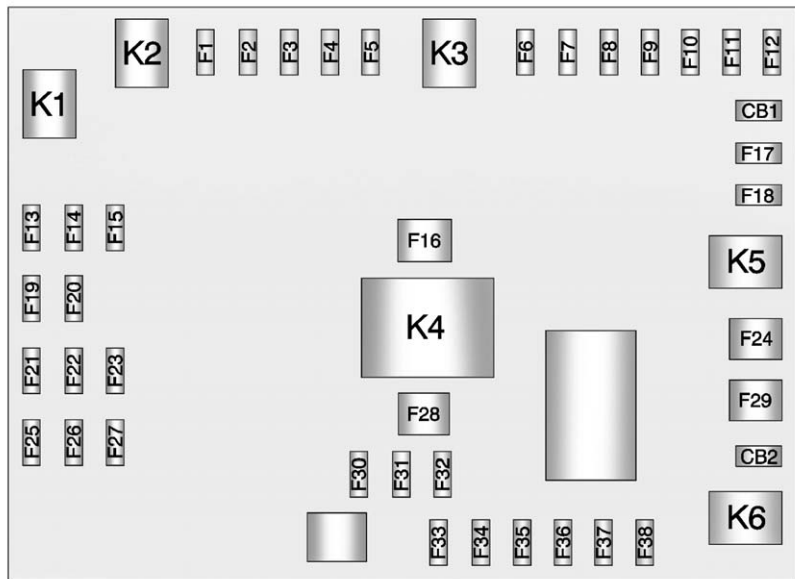 K2 F1 F2 F3 F4 F5 K3 F6 F7 F8 F9 F10 F11 F12
K1
CB1
F17
F18
F13 F14 F15
F16
K5
F19 F20
K4
F24
F21 F22 F23
F29
F28
F25 F26 F27
CB2
F30 F31 F32
K6
F33 F34 F35 F36 F37 F38